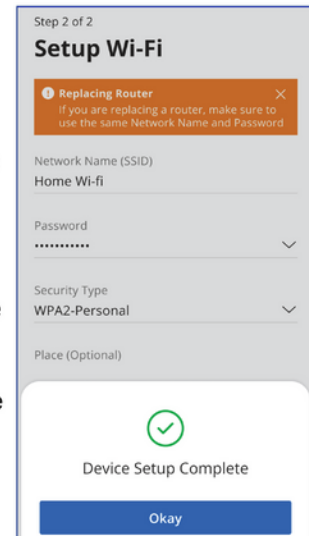 Step 2 of 2
Setup Wi-Fi
Replacing Router
If you are replacing a router, make sure to
use the same Network Name and Password
Network Name (SSID)
Home Wi-fi
Password
•••••••••••
Security Type
WPA2-Personal
Place (Optional)
Device Setup Complete
Okay